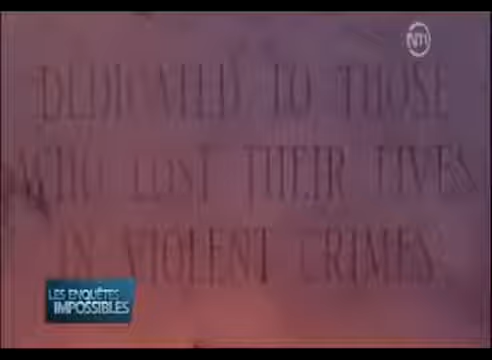 NT1
DEDICATED TO THOSE
WHO LOST THEIR LIVES
IN VIOLENT CRIMES.
LES ENQUÊTES
IMPOSSIBLES